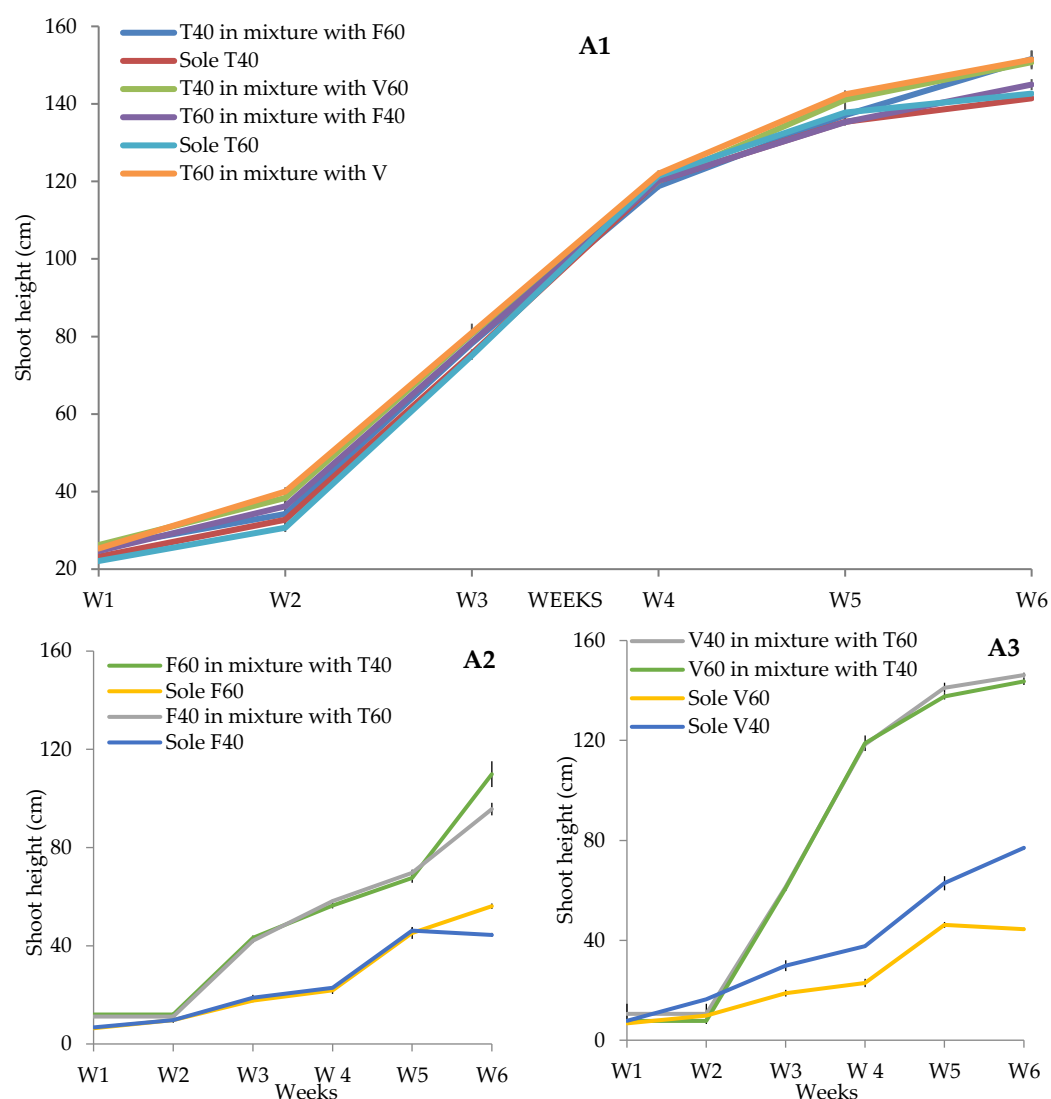 160
140
120
100
80
60
40
20
Shoot height (cm)
T40 in mixture with F60
Sole T40
T40 in mixture with V60
T60 in mixture with F40
Sole T60
T60 in mixture with V
A1
W1 W2 W3 WEEKS W4 W5 W6
160
120
80
40
0
Shoot height (cm)
F60 in mixture with T40
Sole F60
F40 in mixture with T60
Sole F40
A2
W1 W2 W3 W 4 W5 W6
Weeks
160
120
80
40
0
Shoot height (cm)
V40 in mixture with T60
V60 in mixture with T40
Sole V60
Sole V40
A3
W1 W2 W3 W 4 W5 W6
Weeks